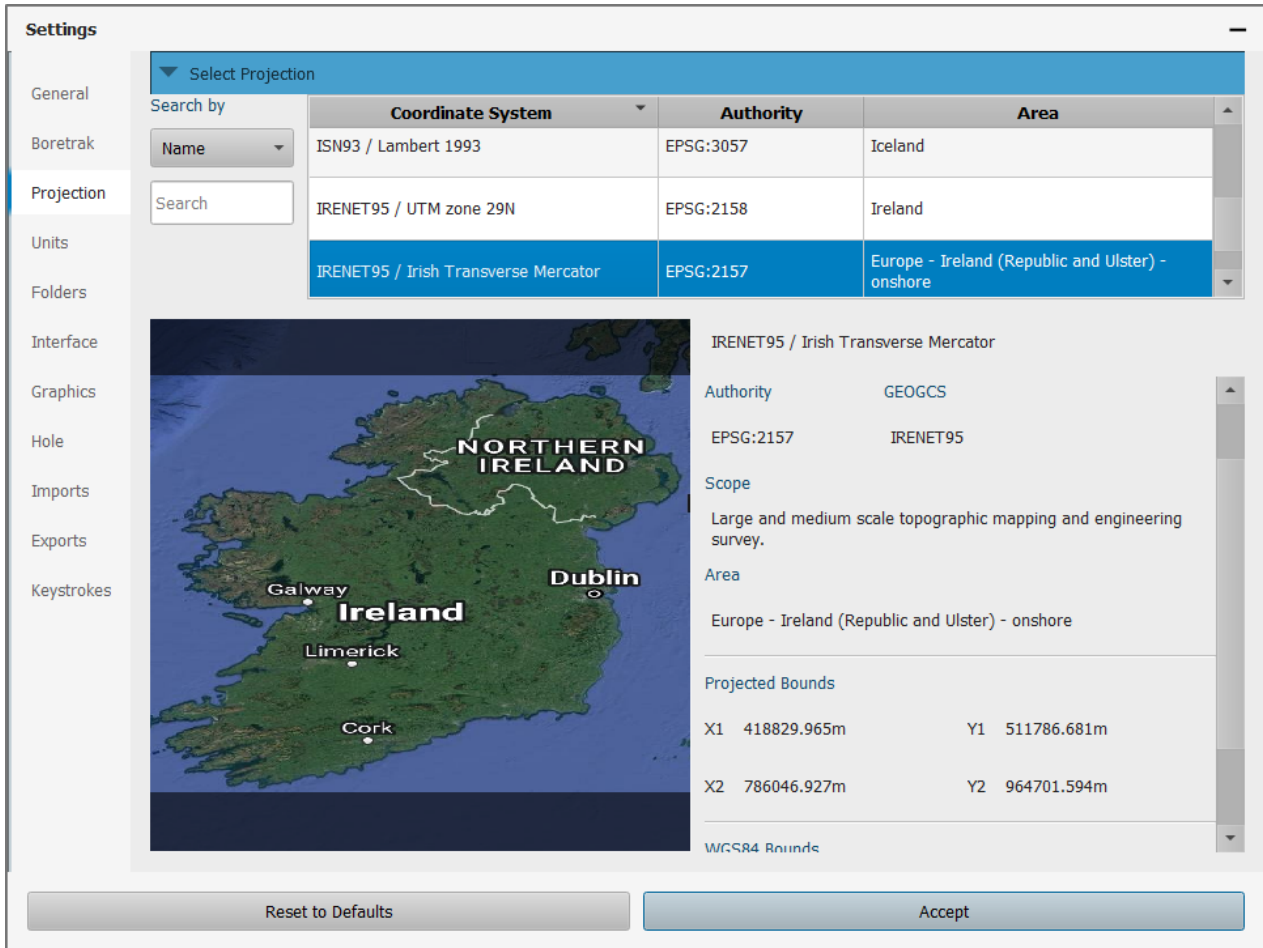 Settings
General
Boretrak
Projection
Units
Folders
Interface
Graphics
Hole
Imports
Exports
Keystrokes
Select Projection
Search by
Name
Search
Coordinate System Authority Area
ISN93 / Lambert 1993 EPSG:3057 Iceland
IRENET95 / UTM zone 29N EPSG:2158 Ireland
IRENET95 / Irish Transverse Mercator EPSG:2157 Europe - Ireland (Republic and Ulster) -
onshore
NORTHERN
IRELAND
Dublin
Galway
Ireland
Limerick
Cork
IRENET95 / Irish Transverse Mercator
Authority GEOGCS
EPSG:2157 IRENET95
Scope
Large and medium scale topographic mapping and engineering
survey.
Area
Europe - Ireland (Republic and Ulster) - onshore
Projected Bounds
X1 418829.965m Y1 511786.681m
X2 786046.927m Y2 964701.594m
WGS84 Bounds
Reset to Defaults Accept